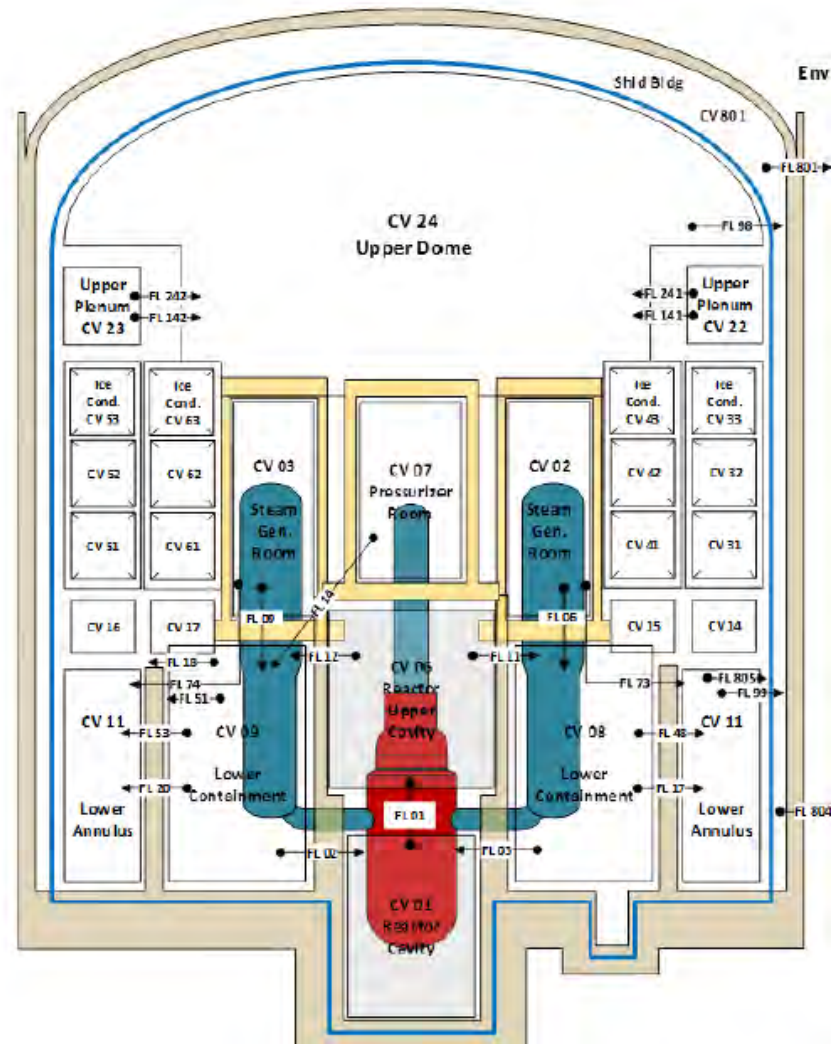 Env
Shld Bldg
CV 801
FL 801
CV 24
Upper Dome
FL 98
Upper
Plenum
CV 23
FL 242
FL 142
FL 241
FL 141
Upper
Plenum
CV 22
Ice
Cond.
CV 53
Ice
Cond.
CV 63
Ice
Cond.
CV 43
Ice
Cond.
CV 33
CV 52
CV 62
CV 42
CV 32
CV 51
CV 61
CV 41
CV 31
CV 03
Steam
Gen.
Room
CV 07
Pressurizer
Room
CV 02
Steam
Gen.
Room
FL 14
FL 09
FL 06
CV 16
CV 17
CV 15
CV 14
FL 18
FL 12
FL 11
FL 74
FL 73
FL 805
FL 99
FL 51
CV 06
Reactor
Upper
Cavity
CV 11
FL 53
CV 09
CV 08
FL 48
CV 11
FL 20
Lower
Containment
Lower
Containment
FL 17
Lower
Annulus
Lower
Annulus
FL 01
FL 804
FL 02
FL 03
CV 01
Reactor
Cavity